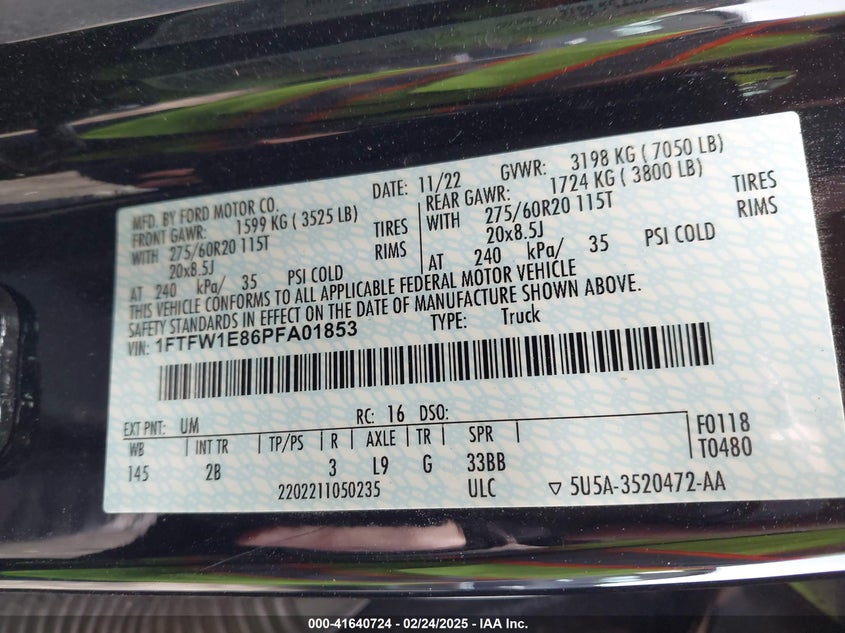 MFD. BY FORD MOTOR CO.
DATE: 11/22 GVWR: 3198 KG ( 7050 LB)
FRONT GAWR: 1599 KG ( 3525 LB)
REAR GAWR: 1724 KG ( 3800 LB)
WITH 275/60R20 115T TIRES
WITH 275/60R20 115T TIRES
20x8.5J RIMS
20x8.5J RIMS
AT 240 kPa/ 35 PSI COLD
AT 240 kPa/ 35 PSI COLD
THIS VEHICLE CONFORMS TO ALL APPLICABLE FEDERAL MOTOR VEHICLE
SAFETY STANDARDS IN EFFECT ON THE DATE OF MANUFACTURE SHOWN ABOVE.
VIN: 1FTFW1E86PFA01853 TYPE: Truck
EXT PNT: UM RC: 16 DSO:
WB INT TR TP/PS R AXLE TR SPR
145 2B 3 L9 G 33BB
F0118
T0480
2202211050235 ULC ▽ 5U5A-3520472-AA
000-41640724 - 02/24/2025 - IAA Inc.